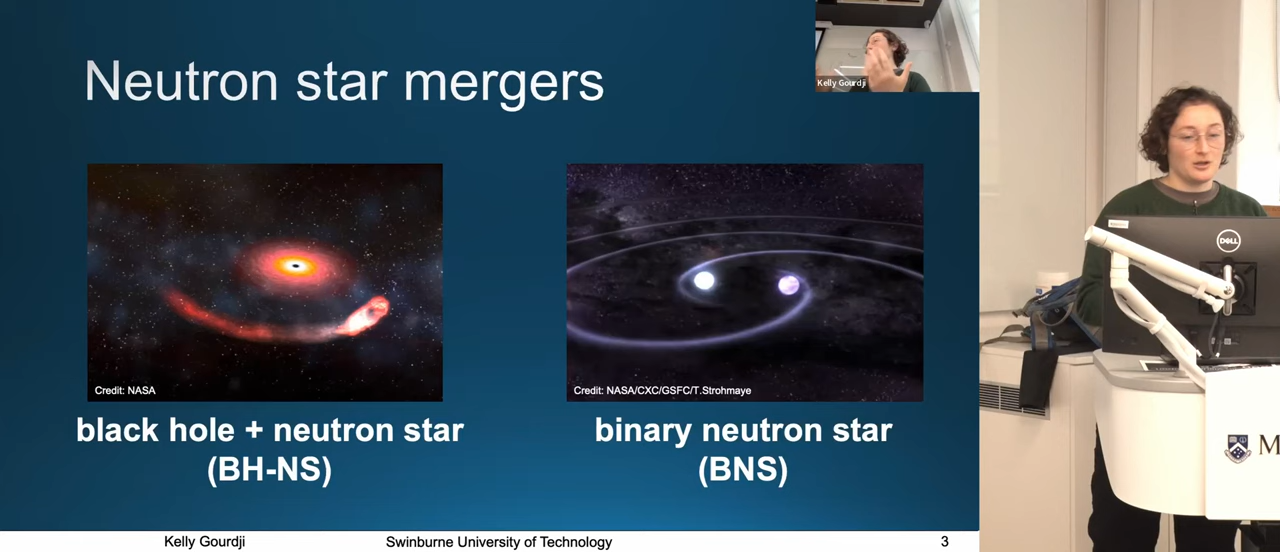 Neutron star mergers
Kelly Gourdji
Credit: NASA
Credit: NASA/CXC/GSFC/T.Strohmaye
black hole + neutron star
(BH-NS)
binary neutron star
(BNS)
Kelly Gourdji
Swinburne University of Technology
3
DELL
M